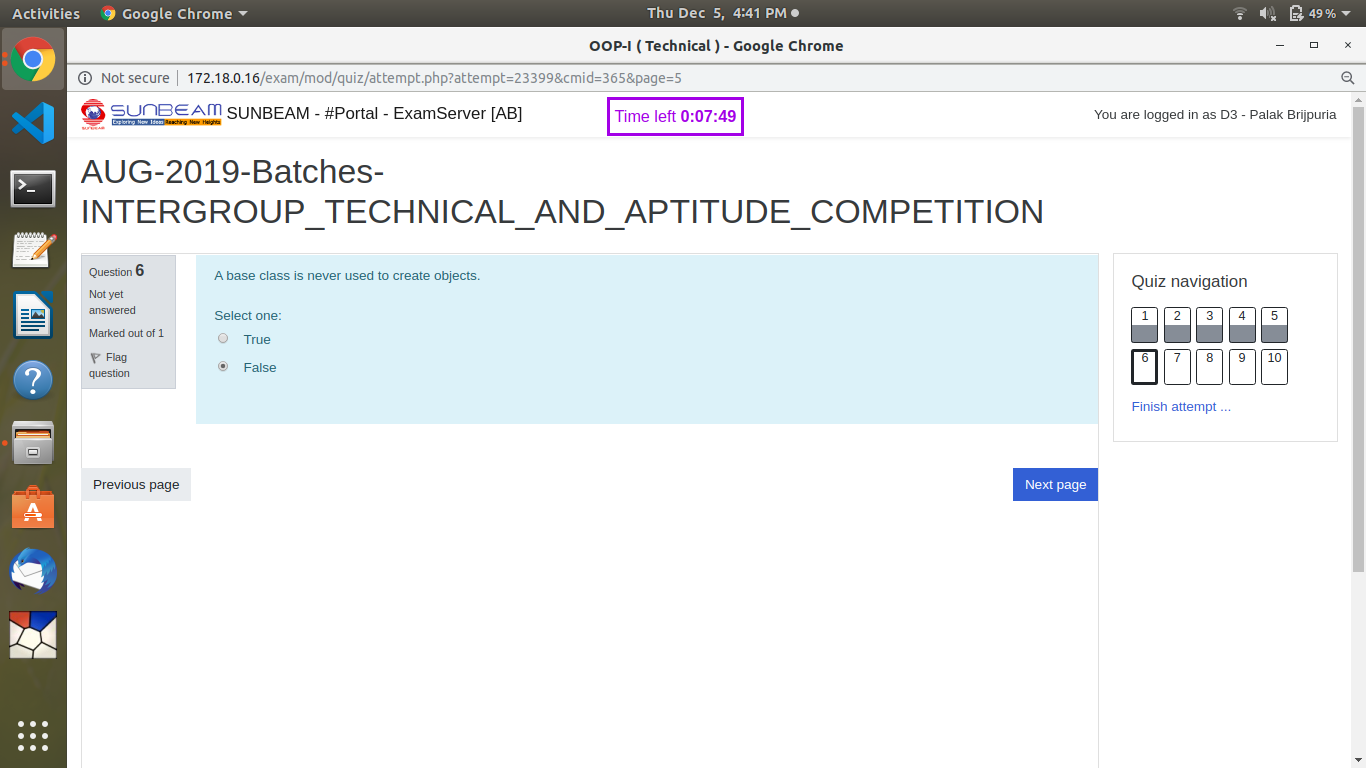 Activities Google Chrome Thu Dec 5, 4:41 PM 49%
OOP-I ( Technical ) - Google Chrome
Not secure 172.18.0.16/exam/mod/quiz/attempt.php?attempt=23399&cmid=365&page=5
SUNBEAM
Exploring New Ideas Reaching New Heights
SUNBEAM
SUNBEAM - #Portal - ExamServer [AB]
Time left 0:07:49
You are logged in as D3 - Palak Brijpuria
AUG-2019-Batches-
INTERGROUP_TECHNICAL_AND_APTITUDE_COMPETITION
Question 6
Not yet
answered
Marked out of 1
Flag
question
A base class is never used to create objects.
Select one:
True
False
Previous page
Next page
Quiz navigation
1 2 3 4 5
6 7 8 9 10
Finish attempt ...